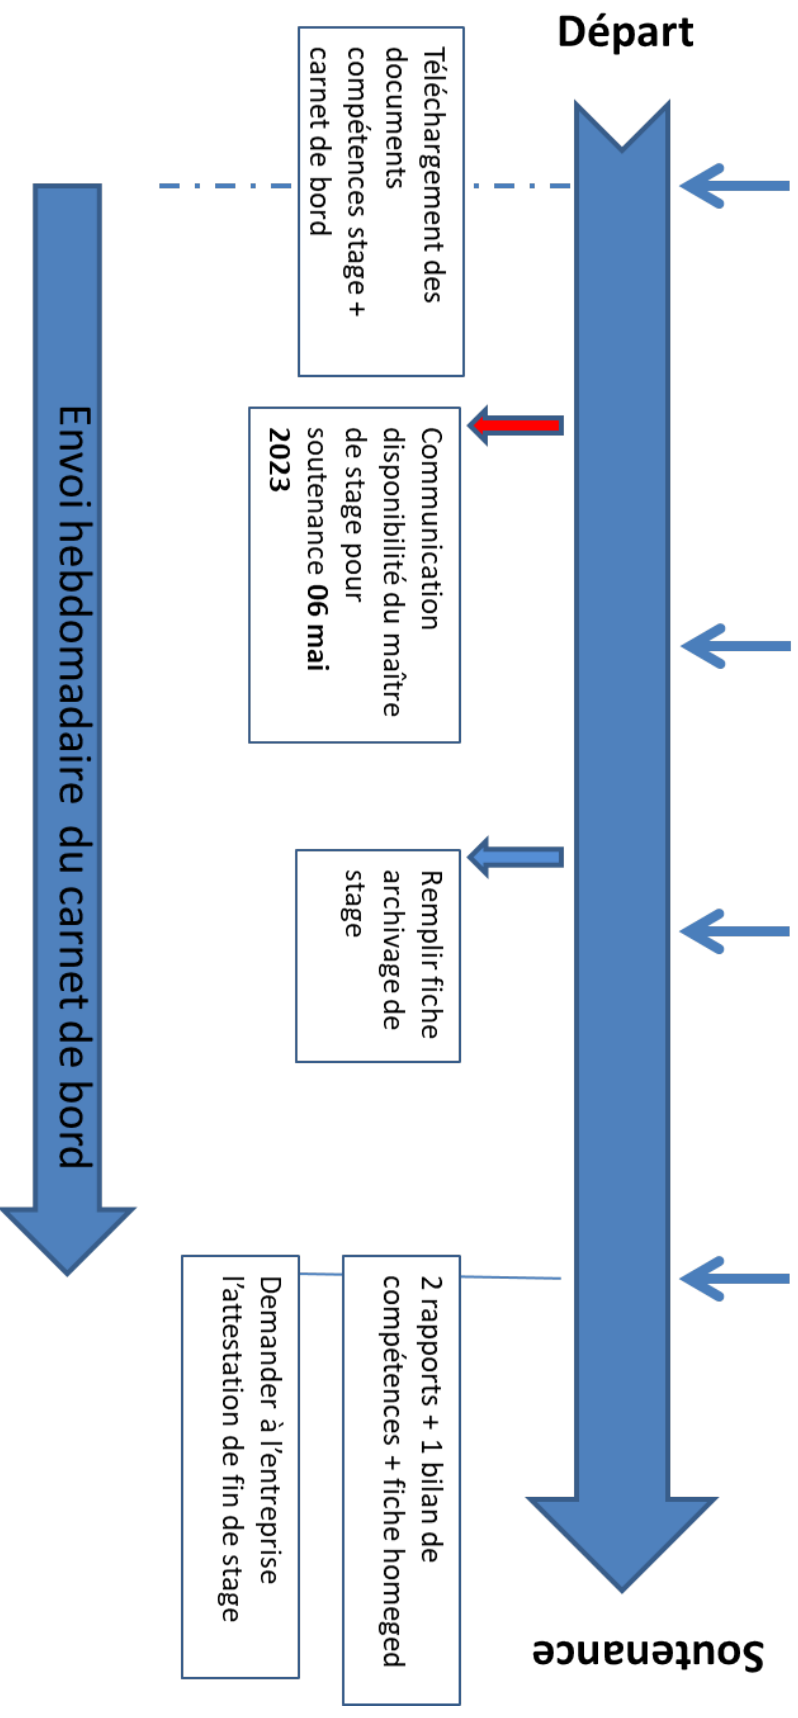 Départ
Téléchargement des
documents
compétences stage +
carnet de bord
Communication
disponibilité du maître
de stage pour
soutenance 06 mai
2023
Remplir fiche
archivage de
stage
2 rapports + 1 bilan de
compétences + fiche homeged
Demander à l'entreprise
l'attestation de fin de stage
Envoi hebdomadaire du carnet de bord
Soutenance